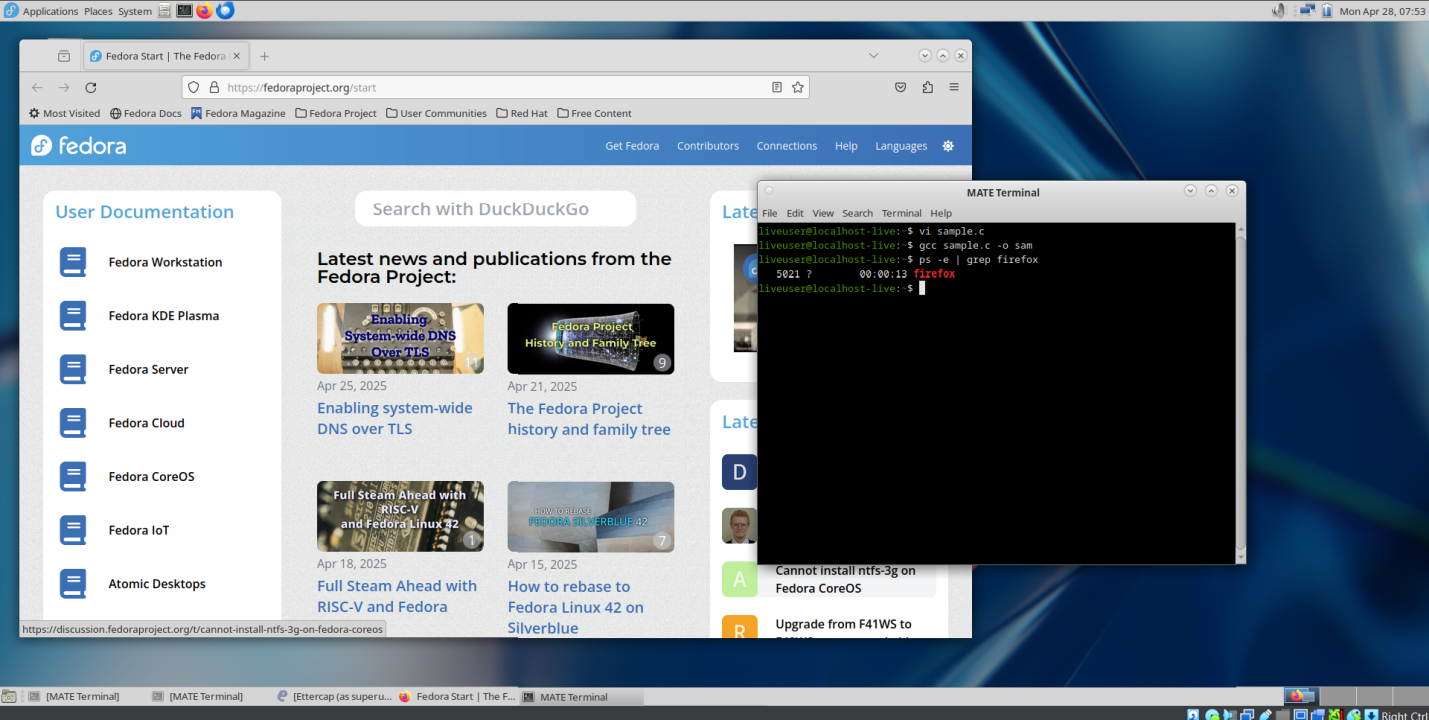 Applications Places System
Mon Apr 28, 07:53
Fedora Start | The Fedora
https://fedoraproject.org/start
Most Visited Fedora Docs Fedora Magazine Fedora Project User Communities Red Hat Free Content
fedora
Get Fedora Contributors Connections Help Languages
User Documentation
Fedora Workstation
Fedora KDE Plasma
Fedora Server
Fedora Cloud
Fedora CoreOS
Fedora IoT
Atomic Desktops
Search with DuckDuckGo
Latest news and publications from the
Fedora Project:
Enabling
System-wide DNS
Over TLS
11
Apr 25, 2025
Enabling system-wide
DNS over TLS
Fedora Project
History and Family Tree
9
Apr 21, 2025
The Fedora Project
history and family tree
Full Steam Ahead with
RISC-V
and Fedora Linux 42
1
Apr 18, 2025
Full Steam Ahead with
RISC-V and Fedora
HOW TO REBASE
FEDORA SILVERBLUE 42
7
Apr 15, 2025
How to rebase to
Fedora Linux 42 on
Silverblue
Late
Late
D
A
Cannot install ntfs-3g on
Fedora CoreOS
R
Upgrade from F41WS to
https://discussion.fedoraproject.org/t/cannot-install-ntfs-3g-on-fedora-coreos
MATE Terminal
File Edit View Search Terminal Help
liveuser@localhost-live:~$ vi sample.c
liveuser@localhost-live:~$ gcc sample.c -o sam
liveuser@localhost-live:~$ ps -e | grep firefox
5021 ? 00:00:13 firefox
liveuser@localhost-live:~$
[MATE Terminal] [MATE Terminal] [Ettercap (as superu... Fedora Start | The F... MATE Terminal
Right Ctrl